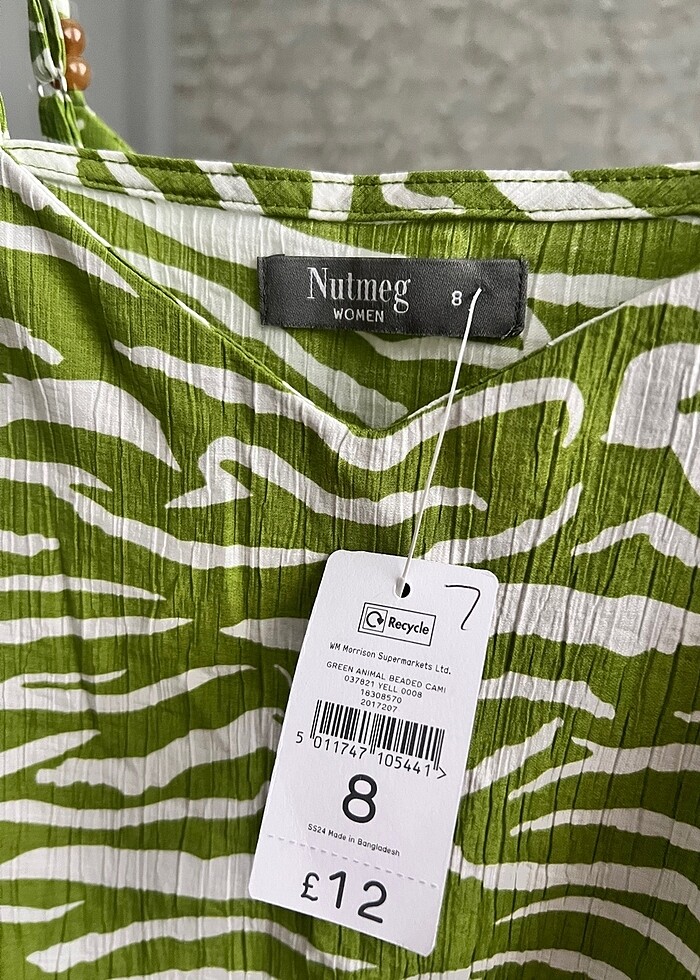 Nutmeg 8
WOMEN
7
Recycle
WM Morrison Supermarkets Ltd.
GREEN ANIMAL BEADED CAMI
037821 YELL 0008
18308570
2017207
5 011747 105441 >
8
SS24 Made in Bangladesh
£12